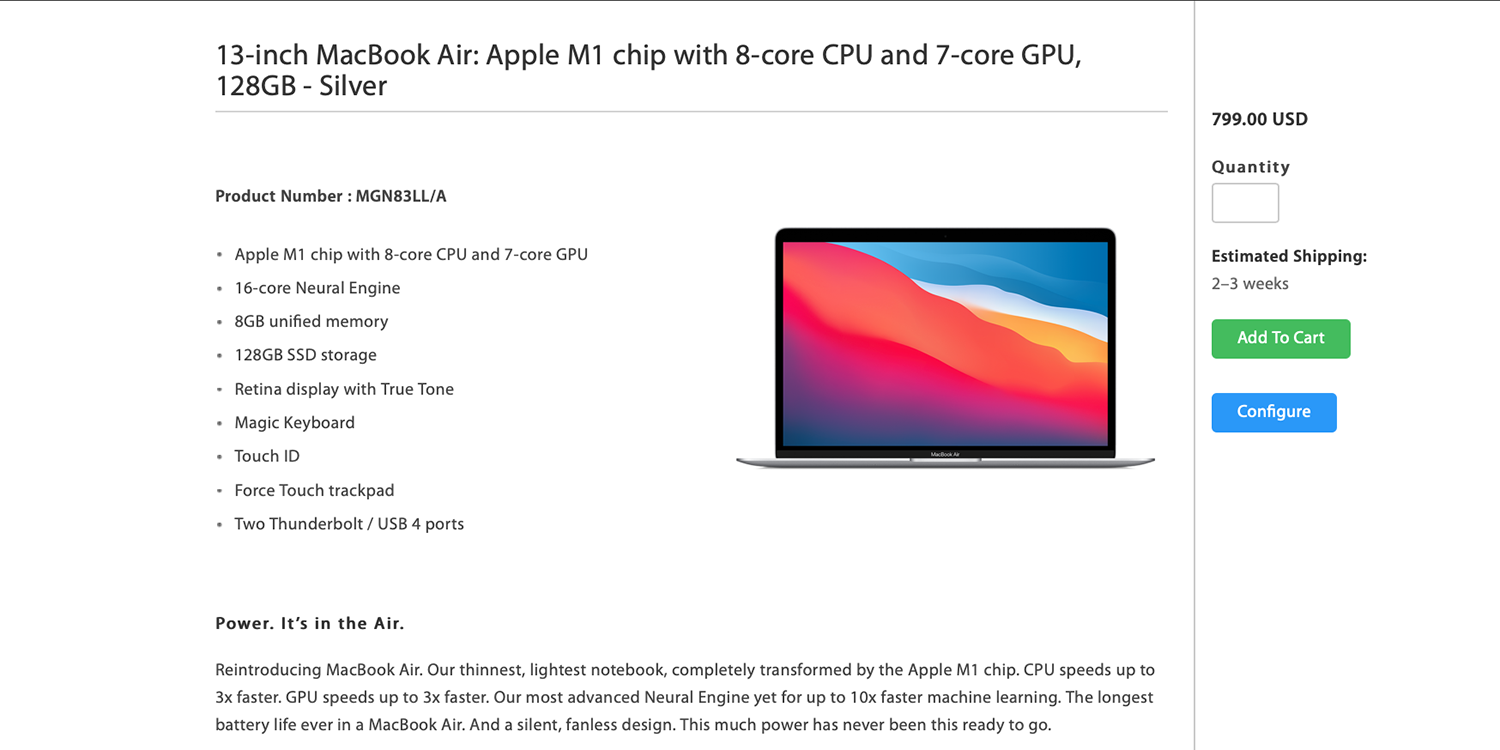 13-inch MacBook Air: Apple M1 chip with 8-core CPU and 7-core GPU,
128GB - Silver
Product Number : MGN83LL/A
• Apple M1 chip with 8-core CPU and 7-core GPU
• 16-core Neural Engine
• 8GB unified memory
• 128GB SSD storage
• Retina display with True Tone
• Magic Keyboard
• Touch ID
• Force Touch trackpad
• Two Thunderbolt / USB 4 ports
MacBook Air
Power. It’s in the Air.
Reintroducing MacBook Air. Our thinnest, lightest notebook, completely transformed by the Apple M1 chip. CPU speeds up to
3x faster. GPU speeds up to 3x faster. Our most advanced Neural Engine yet for up to 10x faster machine learning. The longest
battery life ever in a MacBook Air. And a silent, fanless design. This much power has never been this ready to go.
799.00 USD
Quantity
Estimated Shipping:
2–3 weeks
Add To Cart
Configure